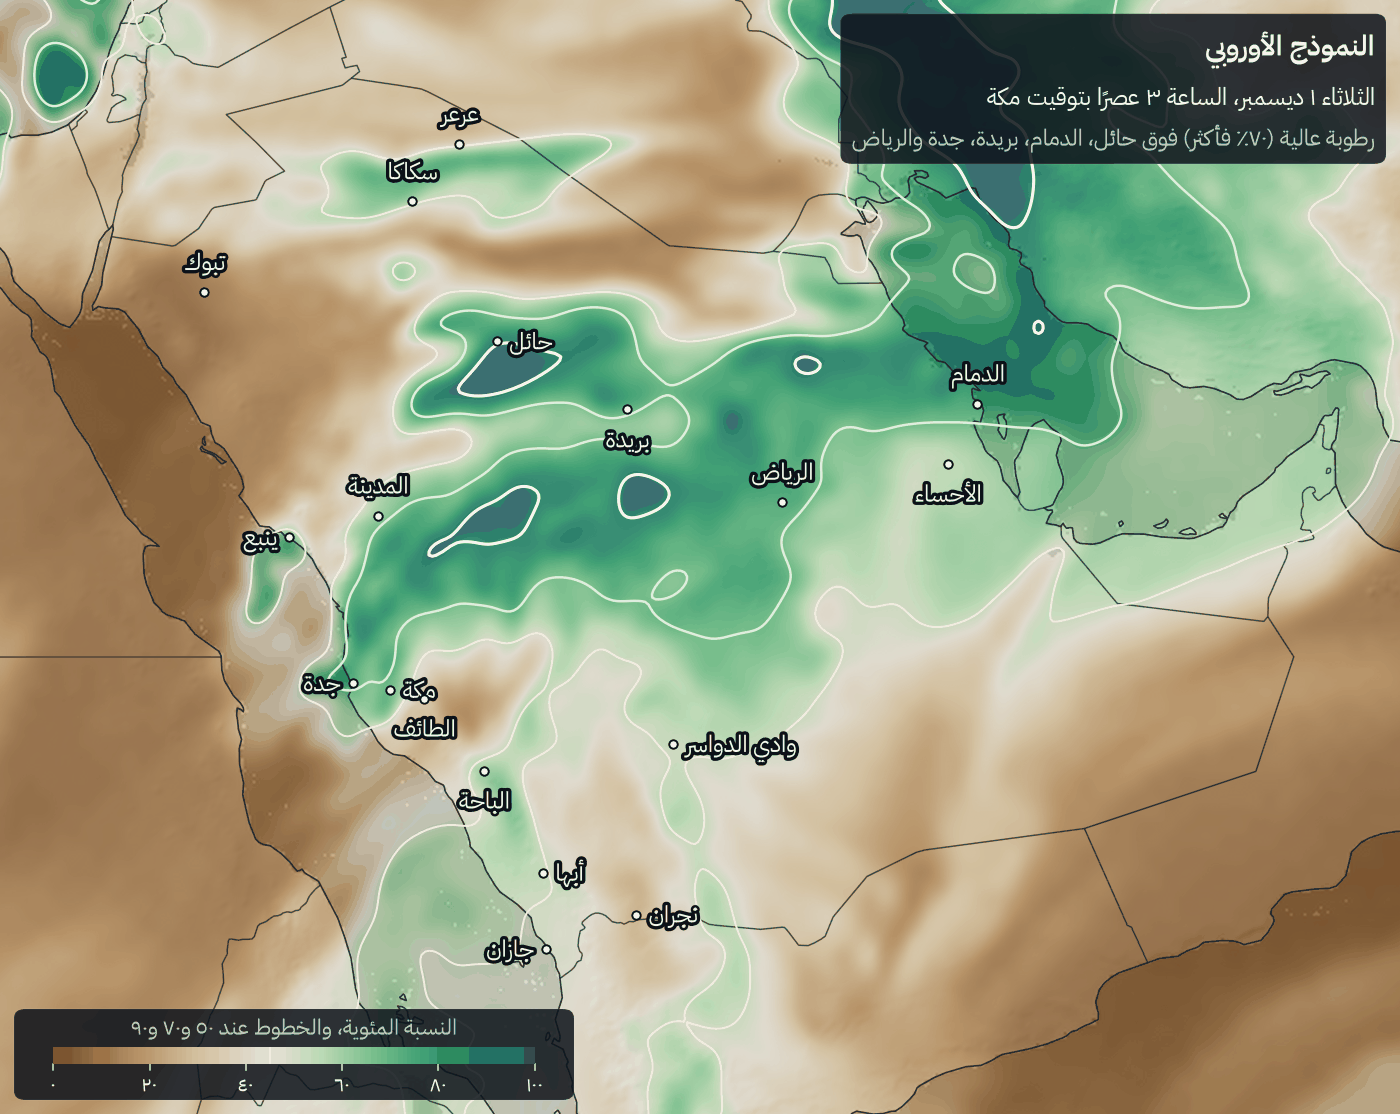 النموذج الأوروبي
الثلاثاء ١ ديسمبر، الساعة ٣ عصرًا بتوقيت مكة
رطوبة عالية (٧٠٪ فأكثر) فوق حائل، الدمام، بريدة، جدة والرياض
عرعر
سكاكا
تبوك
حائل
الدمام
بريدة
الرياض
المدينة
الأحساء
ينبع
جدة
مكة
الطائف
وادي الدواسر
الباحة
أبها
نجران
جازان
النسبة المئوية، والخطوط عند ٥٠ و٧٠ و٩٠
٠ ٢٠ ٤٠ ٦٠ ٨٠ ١٠٠